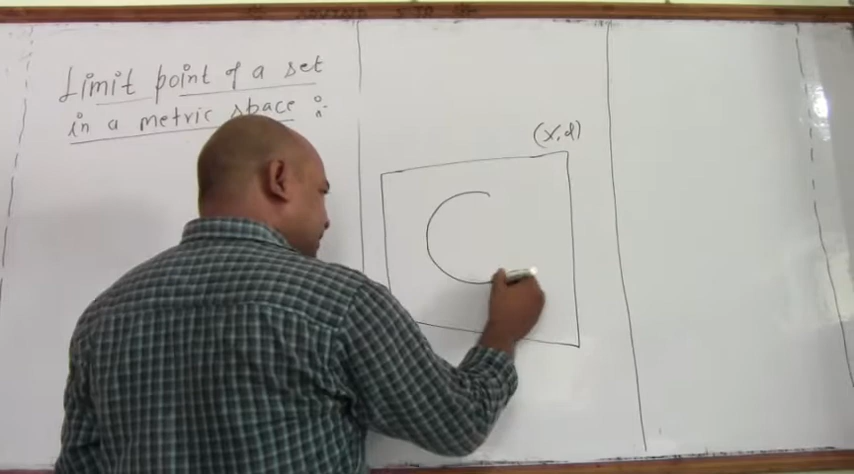 Limit point of a set
in a metric space :
(X,d)